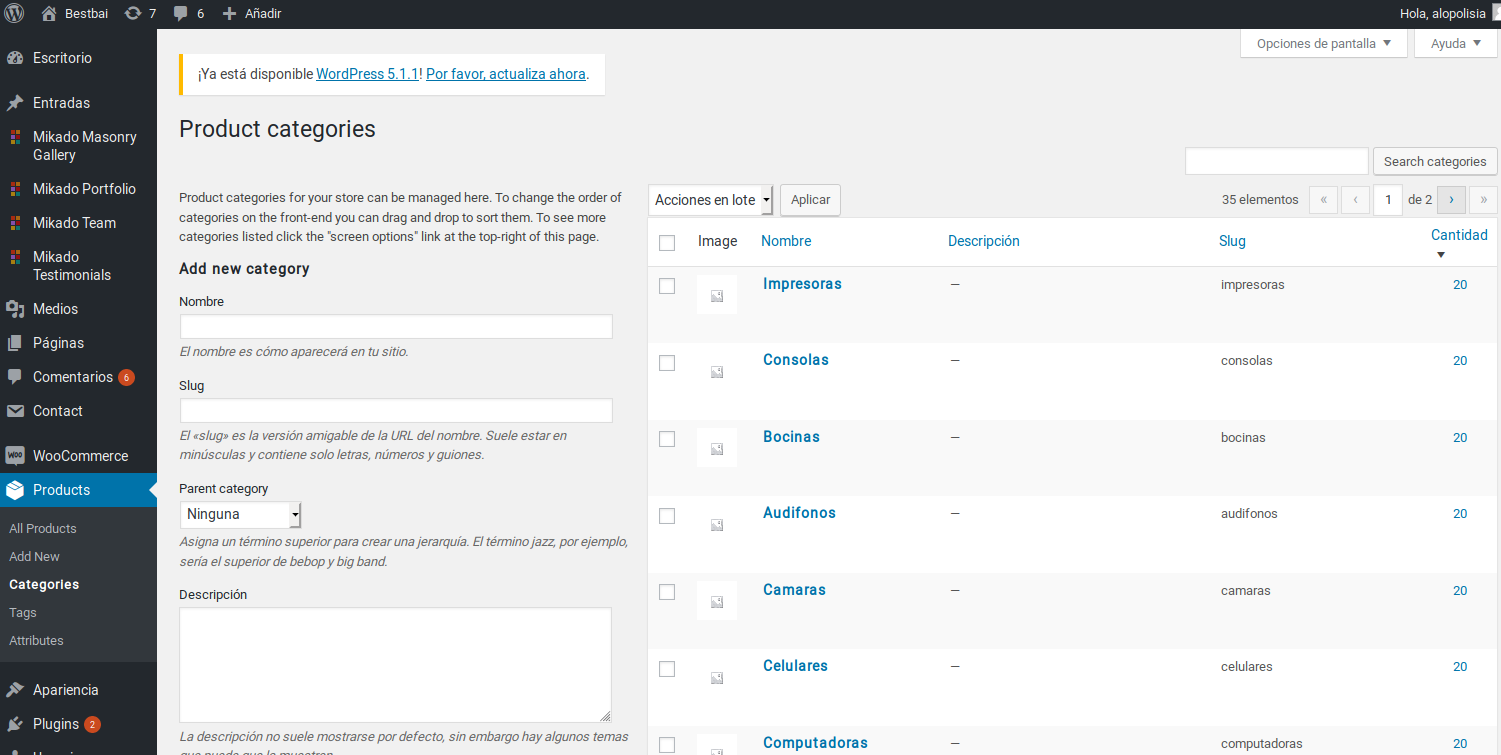 Bestbai 7 6 Añadir Hola, alopolisia
Opciones de pantalla Ayuda
Escritorio
Entradas
Mikado Masonry
Gallery
Mikado Portfolio
Mikado Team
Mikado
Testimonials
Medios
Páginas
Comentarios 6
Contact
WOO WooCommerce
Products
All Products
Add New
Categories
Tags
Attributes
Apariencia
Plugins 2
¡Ya está disponible WordPress 5.1.1! Por favor, actualiza ahora.
Product categories
Search categories
Product categories for your store can be managed here. To change the order of
categories on the front-end you can drag and drop to sort them. To see more
categories listed click the "screen options" link at the top-right of this page.
Add new category
Nombre
El nombre es cómo aparecerá en tu sitio.
Slug
El «slug» es la versión amigable de la URL del nombre. Suele estar en
minúsculas y contiene solo letras, números y guiones.
Parent category
Ninguna
Asigna un término superior para crear una jerarquía. El término jazz, por ejemplo,
sería el superior de bebop y big band.
Descripción
La descripción no suele mostrarse por defecto, sin embargo hay algunos temas
Acciones en lote Aplicar 35 elementos « ‹ 1 de 2 › »
Image Nombre Descripción Slug Cantidad
Impresoras — impresoras 20
Consolas — consolas 20
Bocinas — bocinas 20
Audifonos — audifonos 20
Camaras — camaras 20
Celulares — celulares 20
Computadoras — computadoras 20